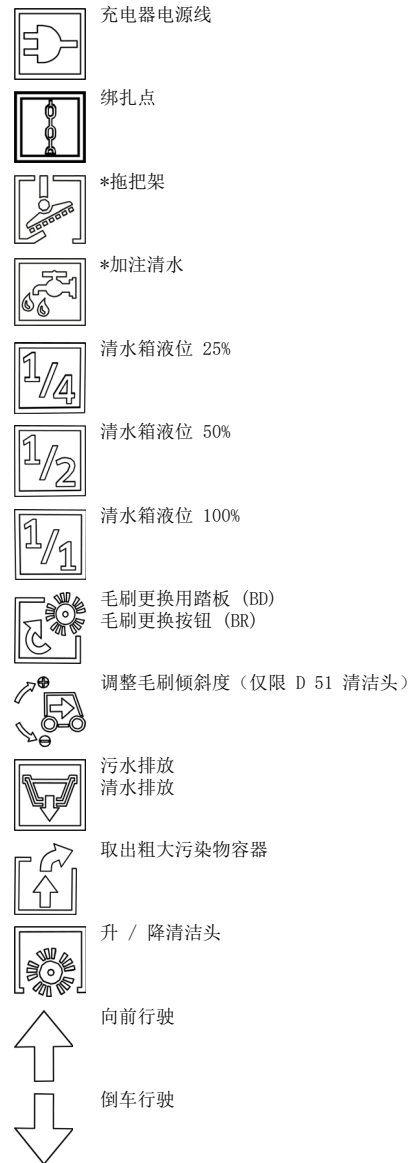 充电器电源线
绑扎点
*拖把架
*加注清水
1/4
清水箱液位 25%
1/2
清水箱液位 50%
1/1
清水箱液位 100%
毛刷更换用踏板 (BD)
毛刷更换按钮 (BR)
调整毛刷倾斜度（仅限 D 51 清洁头）
污水排放
清水排放
取出粗大污染物容器
升 / 降清洁头
向前行驶
倒车行驶